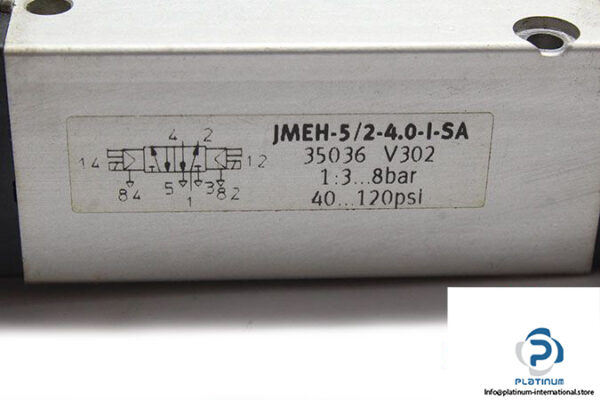 JMEH-5/2-4.0-I-SA
35036 V302
1:3...8bar
40...120psi
4 2
14 12
84 5 1 3 82
PLATINUM
Info@platinum-international.store